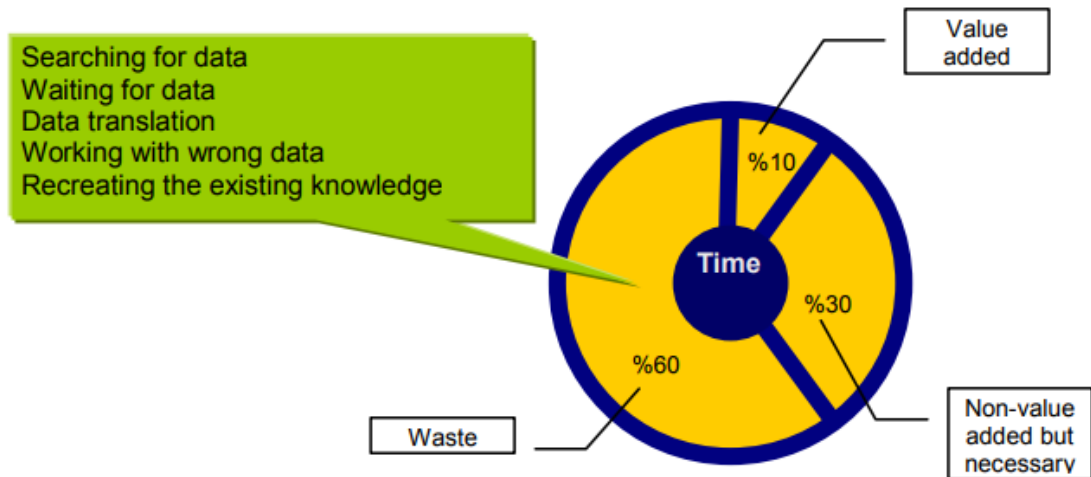 Searching for data
Waiting for data
Data translation
Working with wrong data
Recreating the existing knowledge
Value
added
%10
Time
%30
%60
Waste
Non-value
added but
necessary